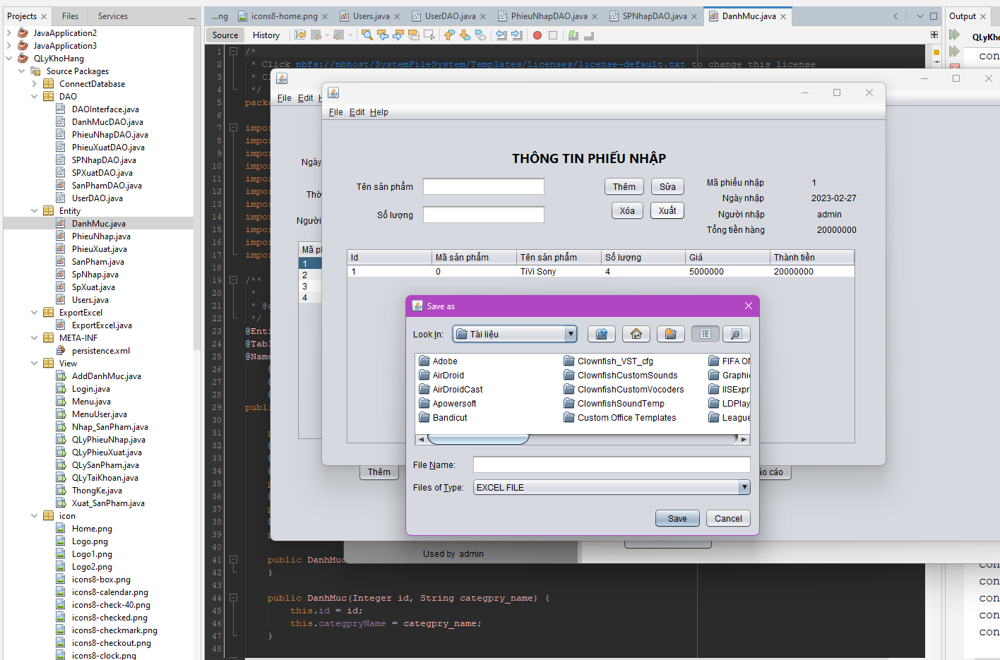 Projects
Files
Services
...ng
icons8-home.png
Users.java
UserDAO.java
PhieuNhapDAO.java
SPNhapDAO.java
DanhMuc.java
Output
Source
History
QLyKho
con
JavaApplication2
JavaApplication3
QLyKhoHang
Source Packages
ConnectDatabase
DAO
DAOInterface.java
DanhMucDAO.java
PhieuNhapDAO.java
PhieuXuatDAO.java
SPNhapDAO.java
SPXuatDAO.java
SanPhamDAO.java
UserDAO.java
Entity
DanhMuc.java
PhieuNhap.java
PhieuXuat.java
SanPham.java
SpNhap.java
SpXuat.java
Users.java
ExportExcel
ExportExcel.java
META-INF
persistence.xml
View
AddDanhMuc.java
Login.java
Menu.java
MenuUser.java
Nhap_SanPham.java
QLyPhieuNhap.java
QLyPhieuXuat.java
QLySanPham.java
QLyTaiKhoan.java
ThongKe.java
Xuat_SanPham.java
icon
Home.png
Logo.png
Logo1.png
Logo2.png
icons8-box.png
icons8-calendar.png
icons8-check-40.png
icons8-checked.png
icons8-checkmark.png
icons8-checkout.png
icons8-clock.png
1 /*
2 * Click nbfs://nbhost/SystemFileSystem/Templates/Licenses/license-default.txt to change this license
3 * Cl
4 */
5 packa
6
7 impor
8 impor
9 impor
10 impor
11 impor
12 impor
13 impor
14 impor
15 impor
16 impor
17 impor
18
19 /**
20 *
21 * @a
22 */
23 @Enti
24 @Tabl
25 @Name
26 @
27 @
28 @
29 publi
30
31 p
32 @
33 @
34 @
35 p
36 @
37 p
38 @
39 p
40
41 public DanhMuc
42 }
43
44 public DanhMuc(Integer id, String categpry_name) {
45 this.id = id;
46 this.categpryName = categpry_name;
47 }
48
File Edit H
Ngày
Thờ
Người
Mã p
1
2
3
4
Thêm
áo cáo
Used by admin
File Edit Help
THÔNG TIN PHIẾU NHẬP
Tên sản phẩm
Số lượng
Thêm
Sửa
Xóa
Xuất
Mã phiếu nhập 1
Ngày nhập 2023-02-27
Người nhập admin
Tổng tiền hàng 20000000
Id Mã sản phẩm Tên sản phẩm Số lượng Giá Thành tiền
1 0 TiVi Sony 4 5000000 20000000
Save as
Look In: Tài liệu
Adobe
AirDroid
AirDroidCast
Apowersoft
Bandicut
Clownfish_VST_cfg
ClownfishCustomSounds
ClownfishCustomVocoders
ClownfishSoundTemp
Custom Office Templates
FIFA ON
Graphi
IISExpr
LDPlay
League
File Name:
Files of Type: EXCEL FILE
Save
Cancel
con
con
con
con
con